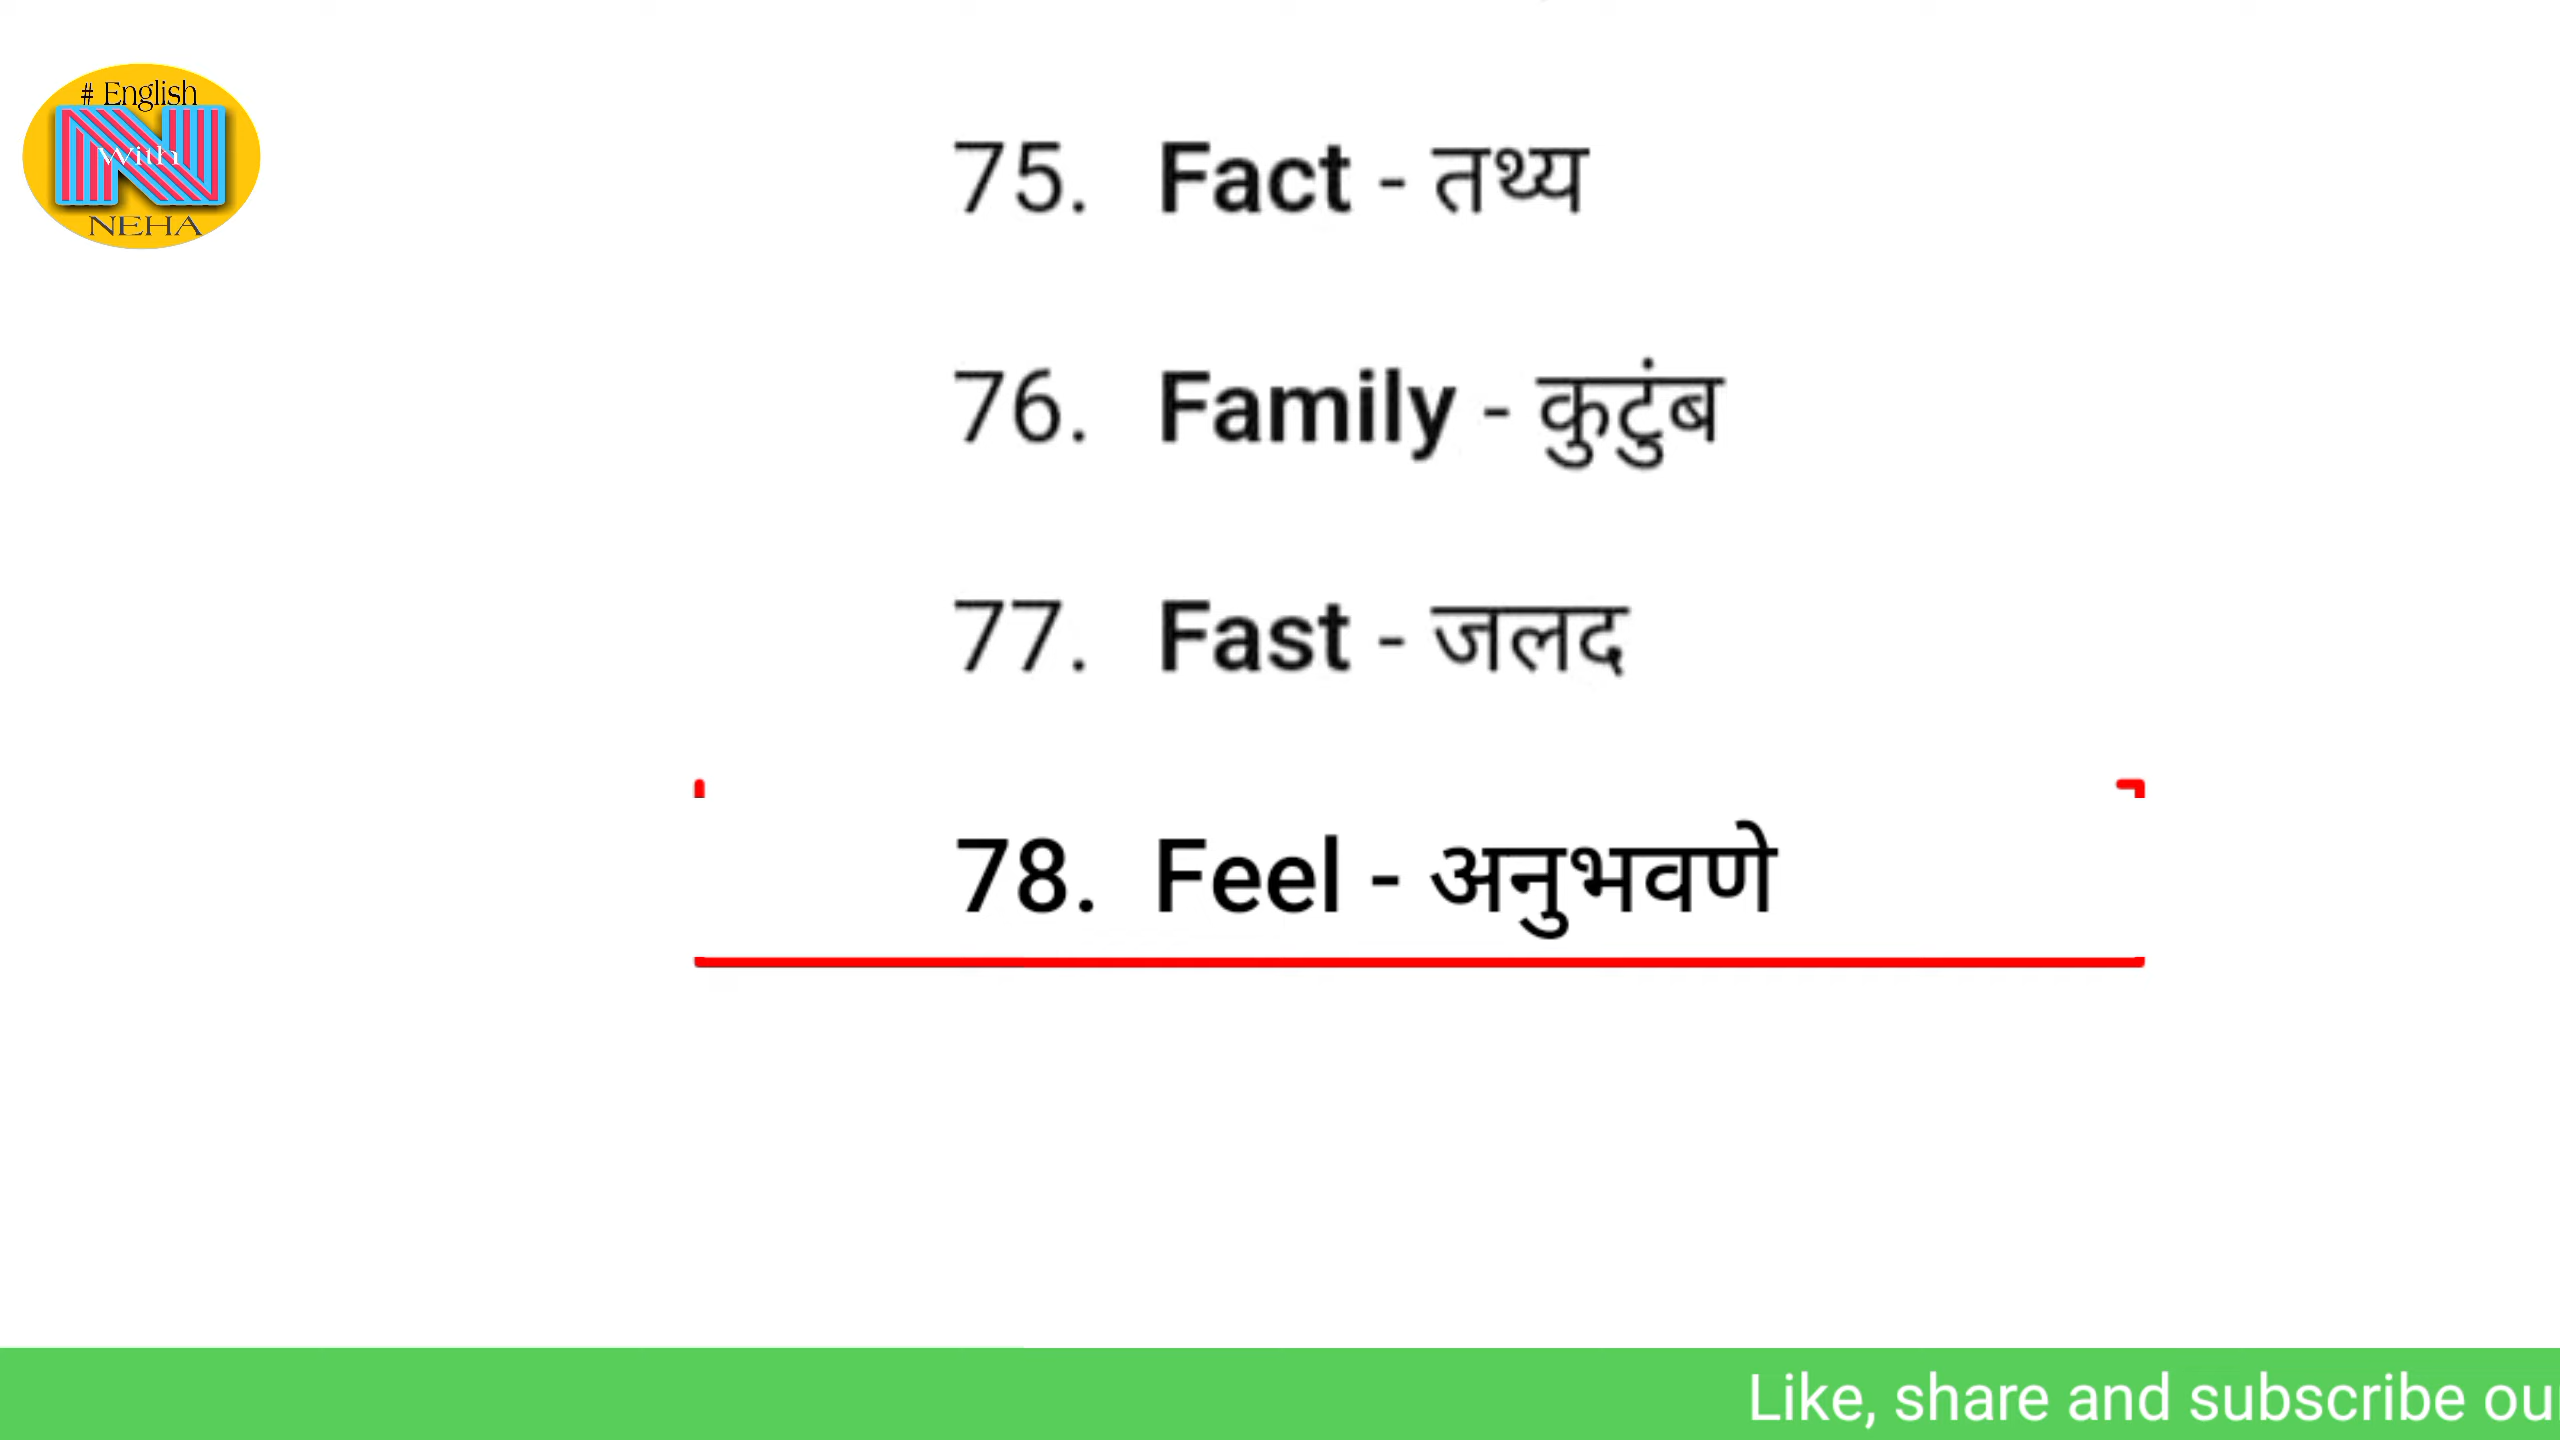 # English
With
NEHA
75. Fact - तथ्य
76. Family - कुटुंब
77. Fast - जलद
78. Feel - अनुभवणे
Like, share and subscribe ou